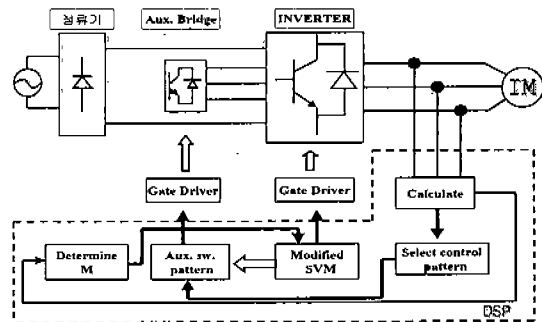 정류기
Aux. Bridge
INVERTER
IM
Gate Driver
Gate Driver
Calculate
Determine
M
Aux. sw.
pattern
Modified
SVM
Select control
pattern
DSP